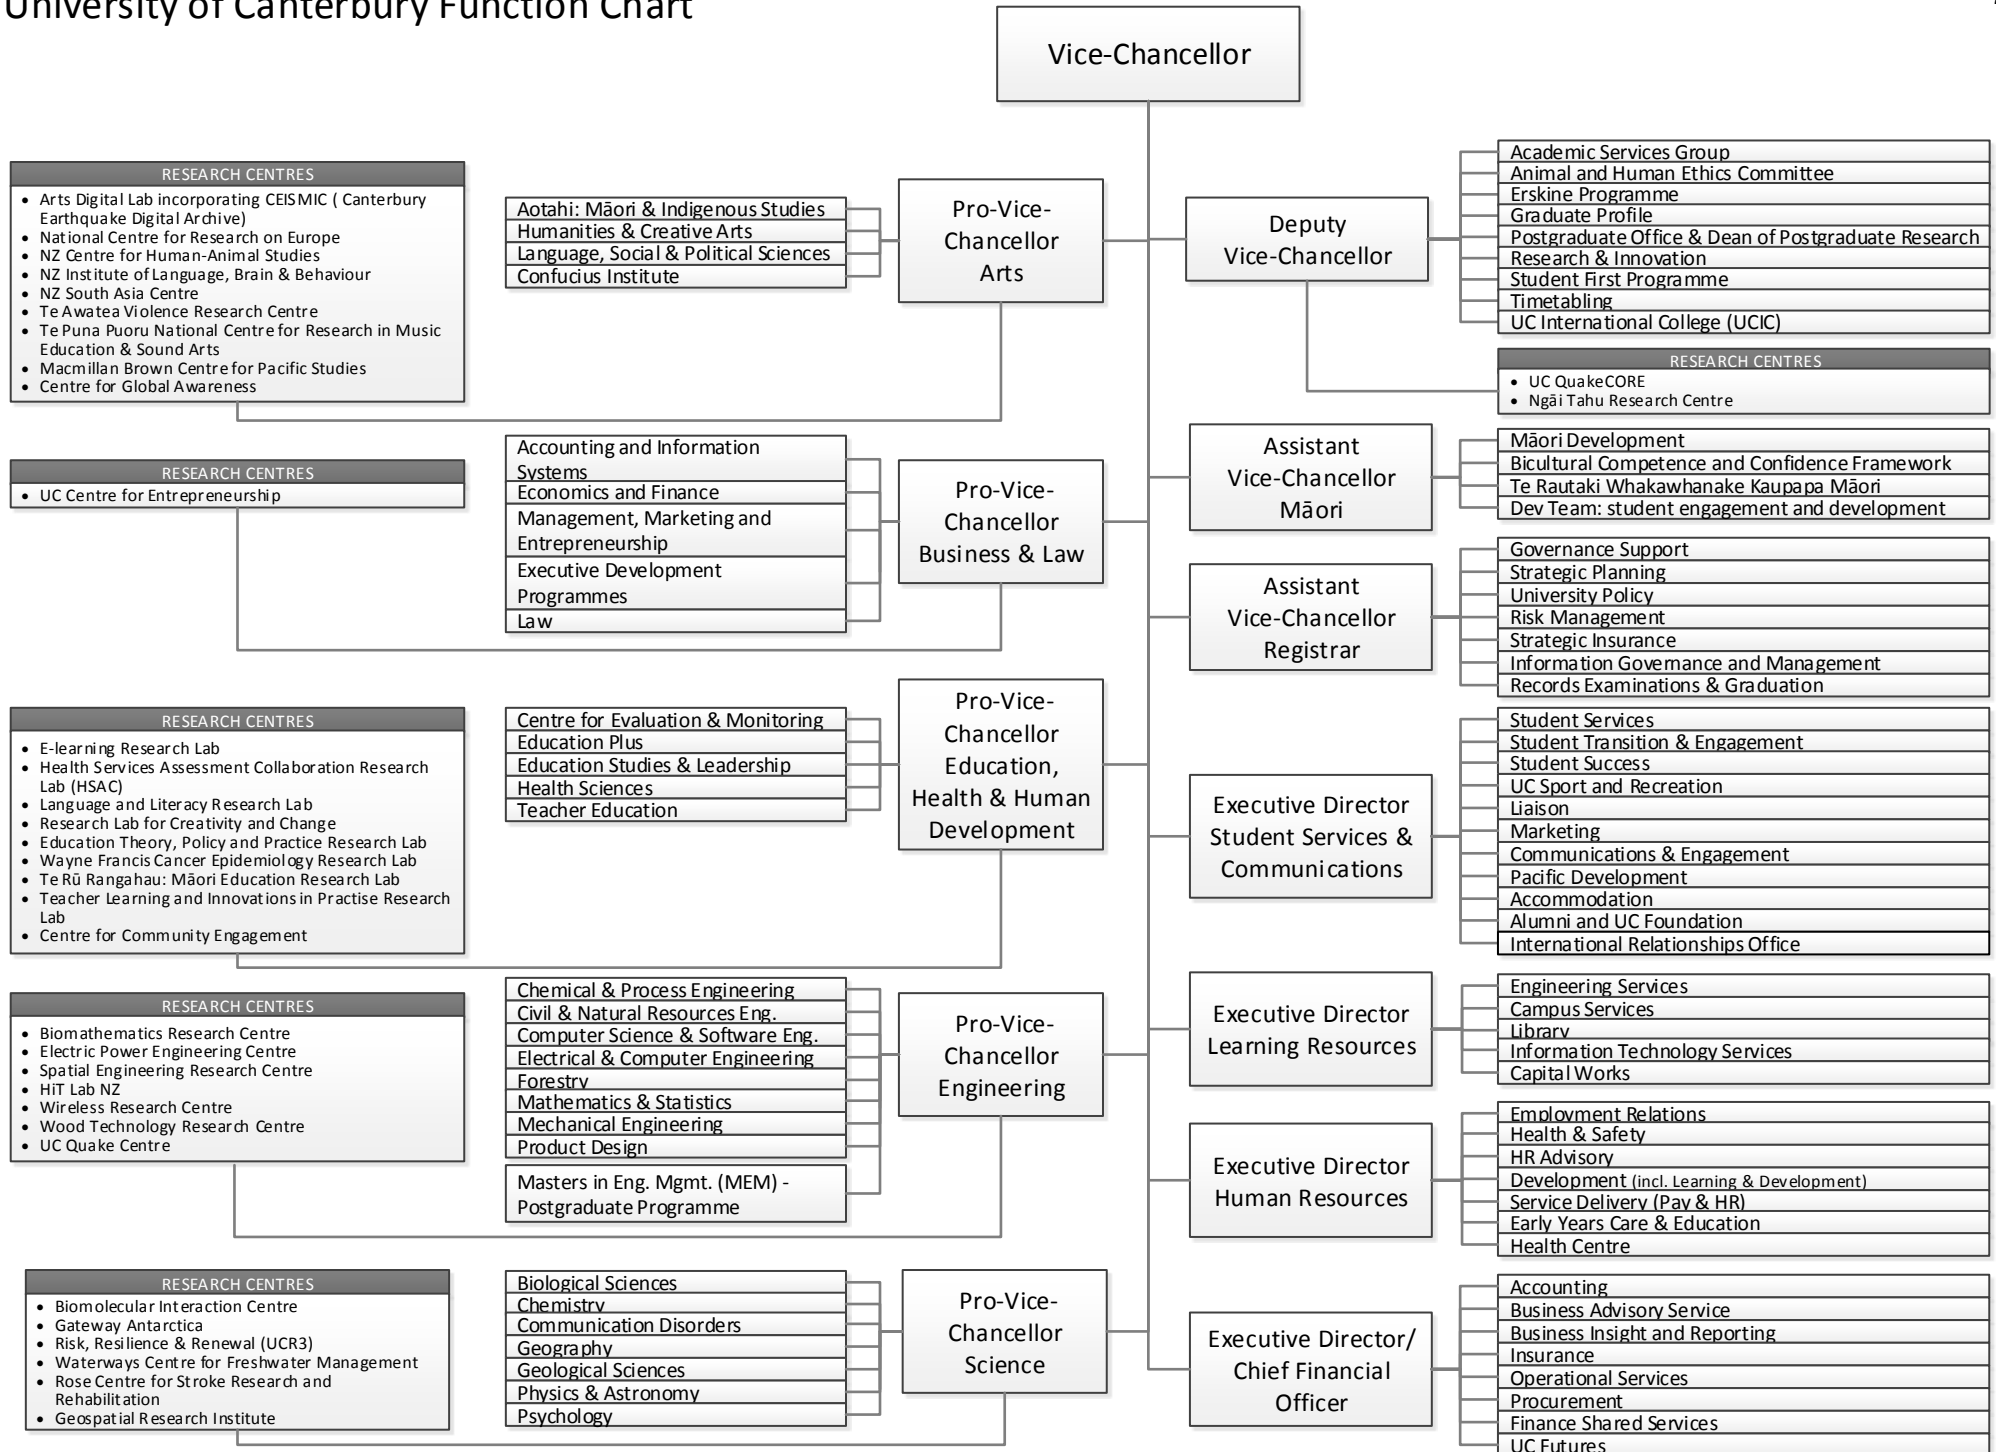 University of Canterbury Function Chart
Vice-Chancellor
RESEARCH CENTRES
• Arts Digital Lab incorporating CEISMIC ( Canterbury
Earthquake Digital Archive)
• National Centre for Research on Europe
• NZ Centre for Human-Animal Studies
• NZ Institute of Language, Brain & Behaviour
• NZ South Asia Centre
• Te Awatea Violence Research Centre
• Te Puna Puoru National Centre for Research in Music
Education & Sound Arts
• Macmillan Brown Centre for Pacific Studies
• Centre for Global Awareness
Aotahi: Māori & Indigenous Studies
Humanities & Creative Arts
Language, Social & Political Sciences
Confucius Institute
Pro-Vice-
Chancellor
Arts
Deputy
Vice-Chancellor
Academic Services Group
Animal and Human Ethics Committee
Erskine Programme
Graduate Profile
Postgraduate Office & Dean of Postgraduate Research
Research & Innovation
Student First Programme
Timetabling
UC International College (UCIC)
RESEARCH CENTRES
• UC QuakeCORE
• Ngāi Tahu Research Centre
RESEARCH CENTRES
• UC Centre for Entrepreneurship
Accounting and Information
Systems
Economics and Finance
Management, Marketing and
Entrepreneurship
Executive Development
Programmes
Law
Pro-Vice-
Chancellor
Business & Law
Assistant
Vice-Chancellor
Māori
Māori Development
Bicultural Competence and Confidence Framework
Te Rautaki Whakawhanake Kaupapa Māori
Dev Team: student engagement and development
Assistant
Vice-Chancellor
Registrar
Governance Support
Strategic Planning
University Policy
Risk Management
Strategic Insurance
Information Governance and Management
Records Examinations & Graduation
RESEARCH CENTRES
• E-learning Research Lab
• Health Services Assessment Collaboration Research
Lab (HSAC)
• Language and Literacy Research Lab
• Research Lab for Creativity and Change
• Education Theory, Policy and Practice Research Lab
• Wayne Francis Cancer Epidemiology Research Lab
• Te Rū Rangahau: Māori Education Research Lab
• Teacher Learning and Innovations in Practise Research
Lab
• Centre for Community Engagement
Centre for Evaluation & Monitoring
Education Plus
Education Studies & Leadership
Health Sciences
Teacher Education
Pro-Vice-
Chancellor
Education,
Health & Human
Development
Executive Director
Student Services &
Communications
Student Services
Student Transition & Engagement
Student Success
UC Sport and Recreation
Liaison
Marketing
Communications & Engagement
Pacific Development
Accommodation
Alumni and UC Foundation
International Relationships Office
RESEARCH CENTRES
• Biomathematics Research Centre
• Electric Power Engineering Centre
• Spatial Engineering Research Centre
• HiT Lab NZ
• Wireless Research Centre
• Wood Technology Research Centre
• UC Quake Centre
Chemical & Process Engineering
Civil & Natural Resources Eng.
Computer Science & Software Eng.
Electrical & Computer Engineering
Forestry
Mathematics & Statistics
Mechanical Engineering
Product Design
Masters in Eng. Mgmt. (MEM) -
Postgraduate Programme
Pro-Vice-
Chancellor
Engineering
Executive Director
Learning Resources
Engineering Services
Campus Services
Library
Information Technology Services
Capital Works
Executive Director
Human Resources
Employment Relations
Health & Safety
HR Advisory
Development (incl. Learning & Development)
Service Delivery (Pay & HR)
Early Years Care & Education
Health Centre
RESEARCH CENTRES
• Biomolecular Interaction Centre
• Gateway Antarctica
• Risk, Resilience & Renewal (UCR3)
• Waterways Centre for Freshwater Management
• Rose Centre for Stroke Research and
Rehabilitation
• Geospatial Research Institute
Biological Sciences
Chemistry
Communication Disorders
Geography
Geological Sciences
Physics & Astronomy
Psychology
Pro-Vice-
Chancellor
Science
Executive Director/
Chief Financial
Officer
Accounting
Business Advisory Service
Business Insight and Reporting
Insurance
Operational Services
Procurement
Finance Shared Services
UC Futures